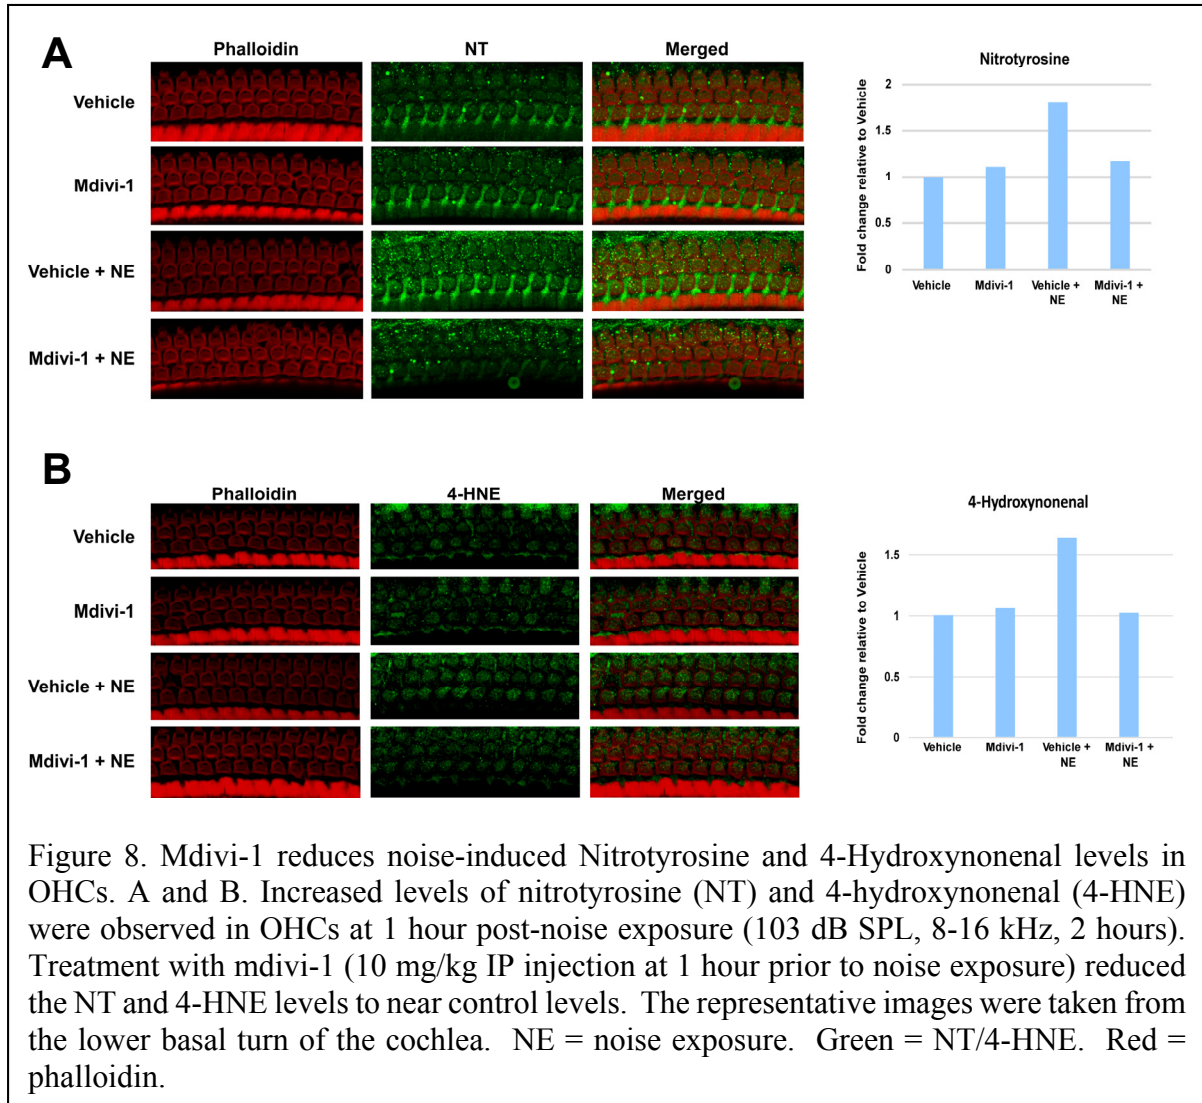 A
Phalloidin NT Merged
Vehicle
Mdivi-1
Vehicle + NE
Mdivi-1 + NE
Nitrotyrosine
Fold change relative to Vehicle
2
1.5
1
0.5
0
Vehicle Mdivi-1 Vehicle + Mdivi-1 +
NE NE
B
Phalloidin 4-HNE Merged
Vehicle
Mdivi-1
Vehicle + NE
Mdivi-1 + NE
4-Hydroxynonenal
Fold change relative to Vehicle
1.5
1
0.5
0
Vehicle Mdivi-1 Vehicle + Mdivi-1 +
NE NE
Figure 8. Mdivi-1 reduces noise-induced Nitrotyrosine and 4-Hydroxynonenal levels in
OHCs. A and B. Increased levels of nitrotyrosine (NT) and 4-hydroxynonenal (4-HNE)
were observed in OHCs at 1 hour post-noise exposure (103 dB SPL, 8-16 kHz, 2 hours).
Treatment with mdivi-1 (10 mg/kg IP injection at 1 hour prior to noise exposure) reduced
the NT and 4-HNE levels to near control levels. The representative images were taken from
the lower basal turn of the cochlea. NE = noise exposure. Green = NT/4-HNE. Red =
phalloidin.